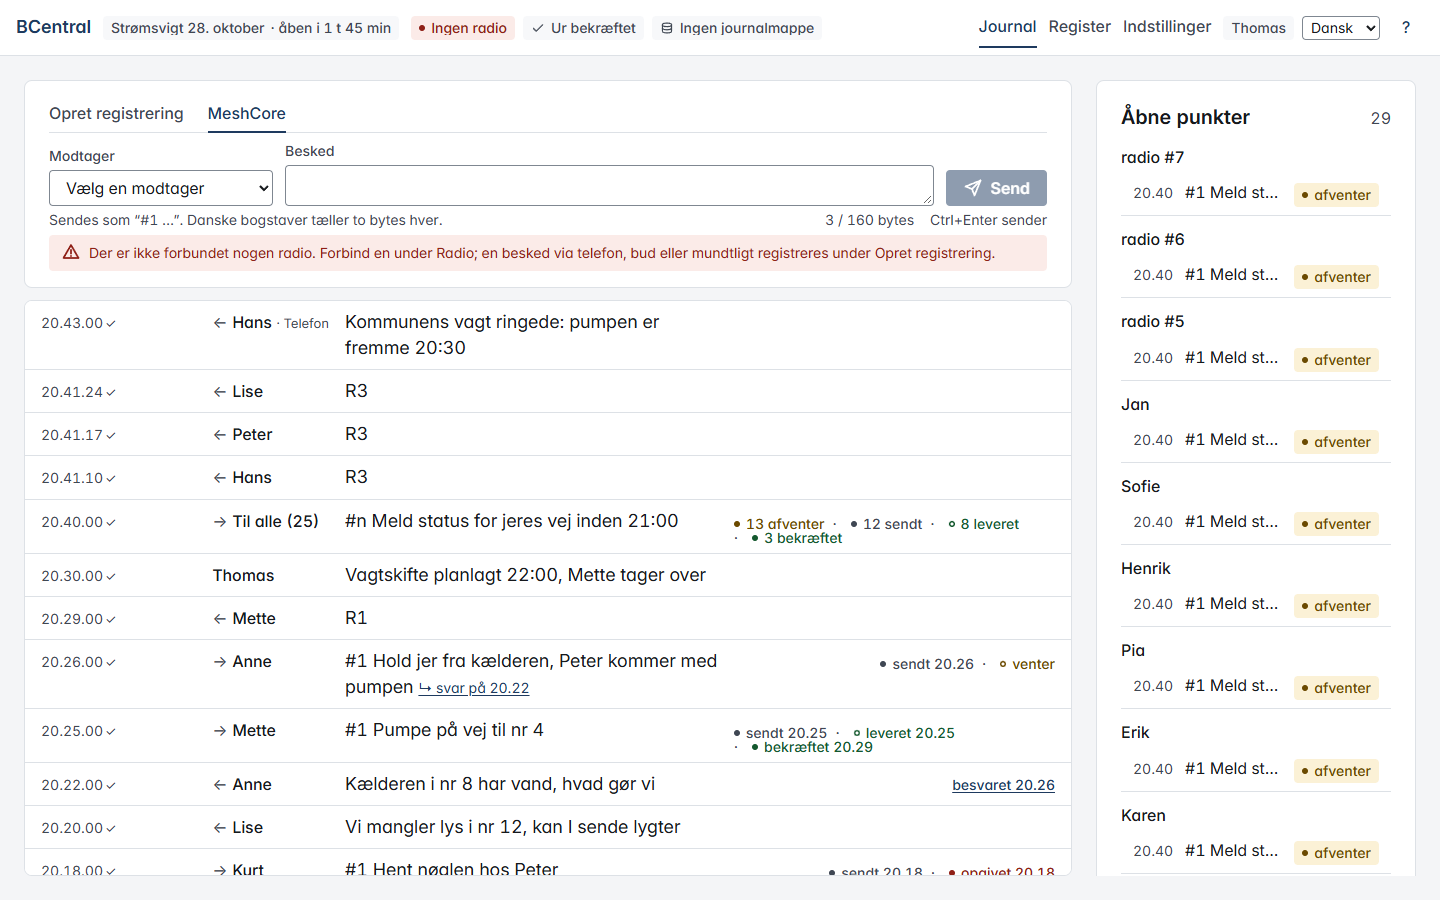 BCentral Strømsvigt 28. oktober · åben i 1 t 45 min Ingen radio Ur bekræftet Ingen journalmappe Journal Register Indstillinger Thomas Dansk ?
Opret registrering MeshCore
Modtager Besked
Vælg en modtager Send
Sendes som “#1 …”. Danske bogstaver tæller to bytes hver. 3 / 160 bytes Ctrl+Enter sender
Der er ikke forbundet nogen radio. Forbind en under Radio; en besked via telefon, bud eller mundtligt registreres under Opret registrering.
20.43.00 ← Hans · Telefon Kommunens vagt ringede: pumpen er
fremme 20:30
20.41.24 ← Lise R3
20.41.17 ← Peter R3
20.41.10 ← Hans R3
20.40.00 → Til alle (25) #n Meld status for jeres vej inden 21:00 13 afventer · 12 sendt · 8 leveret
· 3 bekræftet
20.30.00 Thomas Vagtskifte planlagt 22:00, Mette tager over
20.29.00 ← Mette R1
20.26.00 → Anne #1 Hold jer fra kælderen, Peter kommer med sendt 20.26 · venter
pumpen ↳ svar på 20.22
20.25.00 → Mette #1 Pumpe på vej til nr 4 sendt 20.25 · leveret 20.25
· bekræftet 20.29
20.22.00 ← Anne Kælderen i nr 8 har vand, hvad gør vi besvaret 20.26
20.20.00 ← Lise Vi mangler lys i nr 12, kan I sende lygter
20.18.00 → Kurt #1 Hent nøglen hos Peter sendt 20.18 · opgivet 20.18
Åbne punkter 29
radio #7
20.40 #1 Meld st… afventer
radio #6
20.40 #1 Meld st… afventer
radio #5
20.40 #1 Meld st… afventer
Jan
20.40 #1 Meld st… afventer
Sofie
20.40 #1 Meld st… afventer
Henrik
20.40 #1 Meld st… afventer
Pia
20.40 #1 Meld st… afventer
Erik
20.40 #1 Meld st… afventer
Karen
20.40 #1 Meld st… afventer